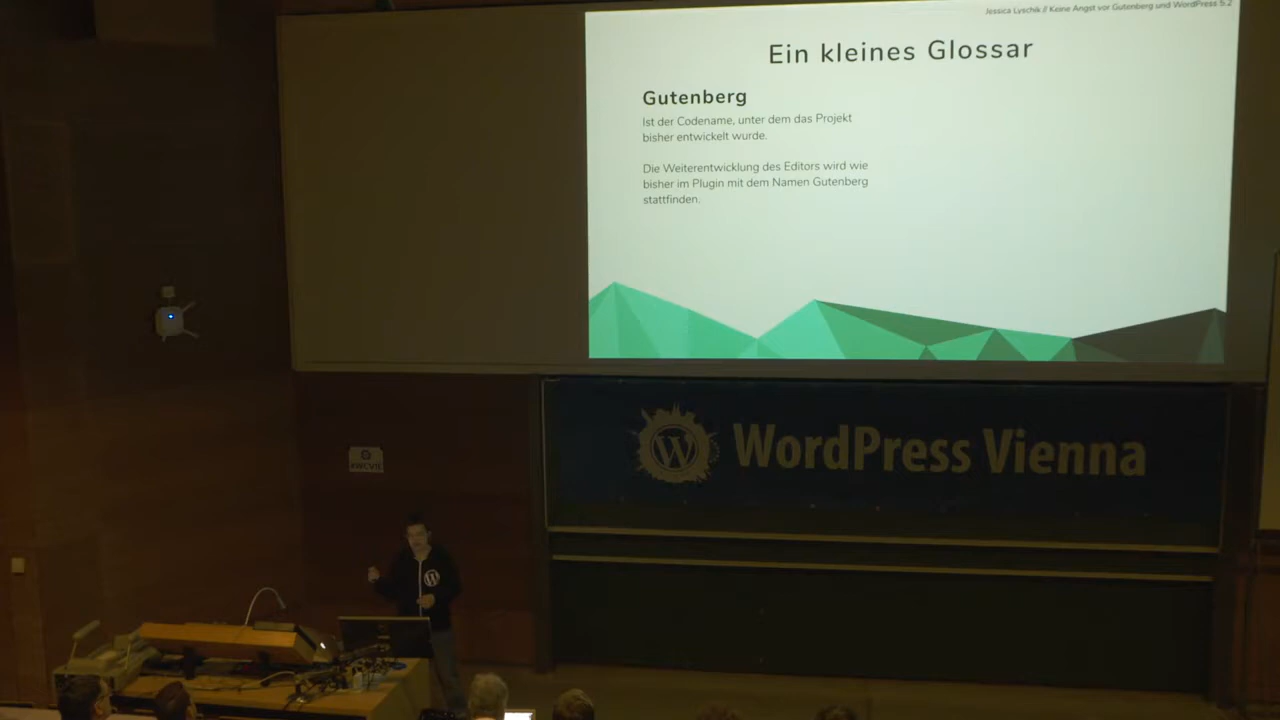 Jessica Lyschik // Keine Angst vor Gutenberg und WordPress 5.2
Ein kleines Glossar
Gutenberg
Ist der Codename, unter dem das Projekt
bisher entwickelt wurde.
Die Weiterentwicklung des Editors wird wie
bisher im Plugin mit dem Namen Gutenberg
stattfinden.
WordPress Vienna
#WCVIE